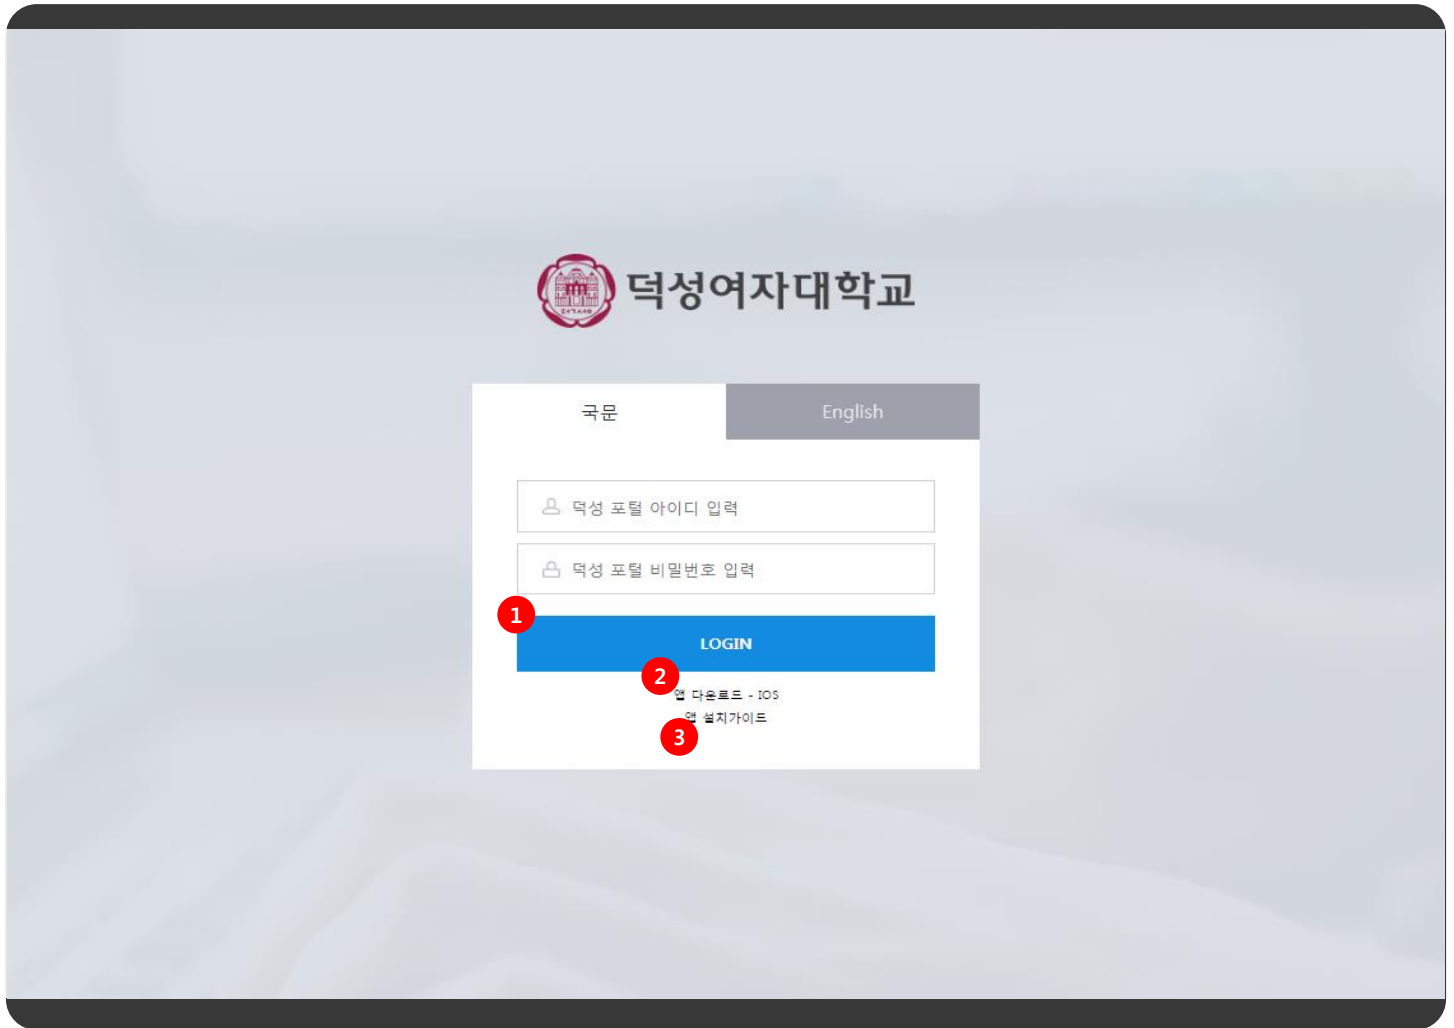 덕성여자대학교
국문
English
덕성 포털 아이디 입력
덕성 포털 비밀번호 입력
1
LOGIN
2
앱 다운로드 - IOS
앱 설치가이드
3